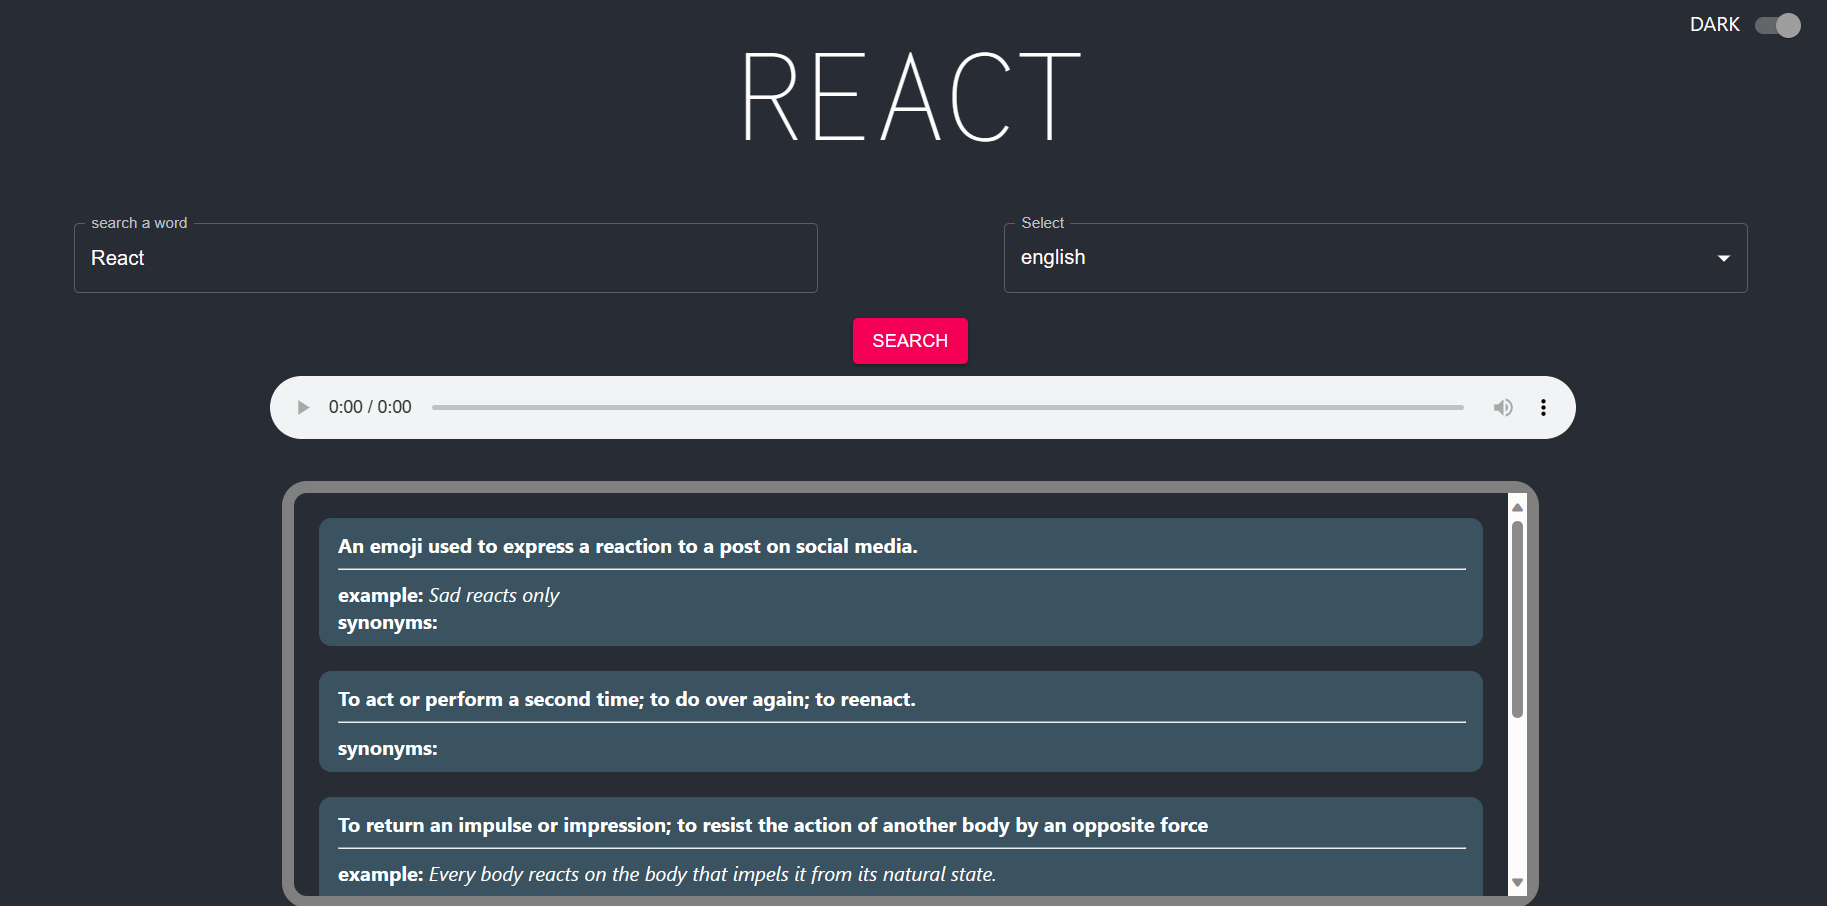 DARK
REACT
search a word
React
Select
english
SEARCH
0:00 / 0:00
An emoji used to express a reaction to a post on social media.
example: Sad reacts only
synonyms:
To act or perform a second time; to do over again; to reenact.
synonyms:
To return an impulse or impression; to resist the action of another body by an opposite force
example: Every body reacts on the body that impels it from its natural state.